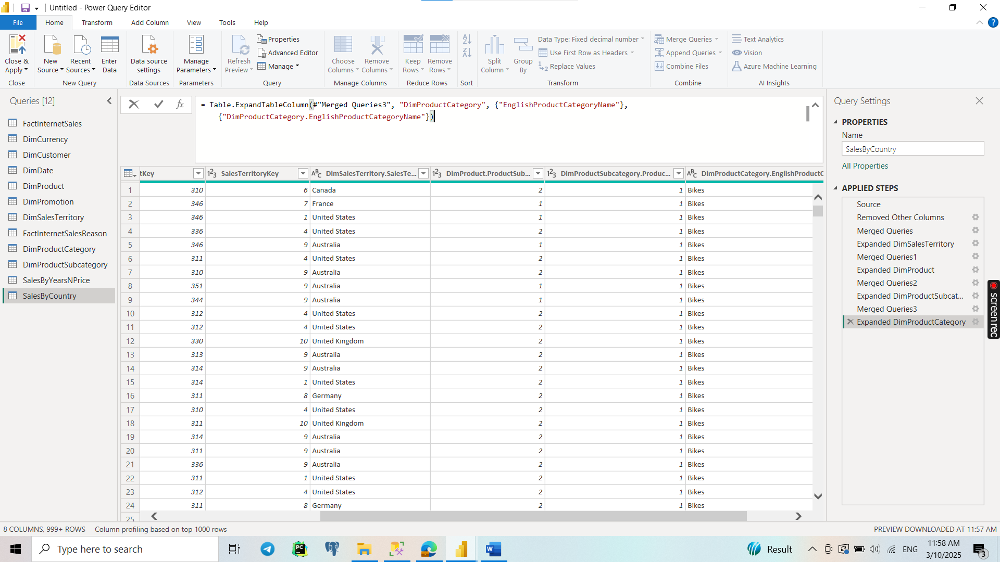 Untitled - Power Query Editor
File Home Transform Add Column View Tools Help
Close & Apply
Close
New Source
Recent Sources
Enter Data
New Query
Data source settings
Data Sources
Manage Parameters
Parameters
Refresh Preview
Properties
Advanced Editor
Manage
Query
Choose Columns
Remove Columns
Manage Columns
Keep Rows
Remove Rows
Reduce Rows
Sort
Split Column
Group By
Data Type: Fixed decimal number
Use First Row as Headers
Replace Values
Transform
Merge Queries
Append Queries
Combine Files
Combine
Text Analytics
Vision
Azure Machine Learning
AI Insights
Queries [12]
FactInternetSales
DimCurrency
DimCustomer
DimDate
DimProduct
DimPromotion
DimSalesTerritory
FactInternetSalesReason
DimProductCategory
DimProductSubcategory
SalesByYearsNPrice
SalesByCountry
= Table.ExpandTableColumn(#"Merged Queries3", "DimProductCategory", {"EnglishProductCategoryName"},
{"DimProductCategory.EnglishProductCategoryName"})
tKey 123 SalesTerritoryKey ABC DimSalesTerritory.SalesTe... 123 DimProduct.ProductSub... 123 DimProductSubcategory.Produc... ABC DimProductCategory.EnglishProductC
1 310 6 Canada 2 1 Bikes
2 346 7 France 1 1 Bikes
3 346 1 United States 1 1 Bikes
4 336 4 United States 2 1 Bikes
5 346 9 Australia 1 1 Bikes
6 311 4 United States 2 1 Bikes
7 310 9 Australia 2 1 Bikes
8 351 9 Australia 1 1 Bikes
9 344 9 Australia 1 1 Bikes
10 312 4 United States 2 1 Bikes
11 312 4 United States 2 1 Bikes
12 330 10 United Kingdom 2 1 Bikes
13 313 9 Australia 2 1 Bikes
14 314 9 Australia 2 1 Bikes
15 314 1 United States 2 1 Bikes
16 311 8 Germany 2 1 Bikes
17 310 4 United States 2 1 Bikes
18 311 10 United Kingdom 2 1 Bikes
19 314 9 Australia 2 1 Bikes
20 311 9 Australia 2 1 Bikes
21 336 9 Australia 2 1 Bikes
22 311 1 United States 2 1 Bikes
23 312 4 United States 2 1 Bikes
24 311 8 Germany 2 1 Bikes
25
Query Settings
PROPERTIES
Name
SalesByCountry
All Properties
APPLIED STEPS
Source
Removed Other Columns
Merged Queries
Expanded DimSalesTerritory
Merged Queries1
Expanded DimProduct
Merged Queries2
Expanded DimProductSubcat...
Merged Queries3
Expanded DimProductCategory
screenrec
8 COLUMNS, 999+ ROWS Column profiling based on top 1000 rows
PREVIEW DOWNLOADED AT 11:57 AM
Type here to search
Result
ENG
11:58 AM
3/10/2025
3